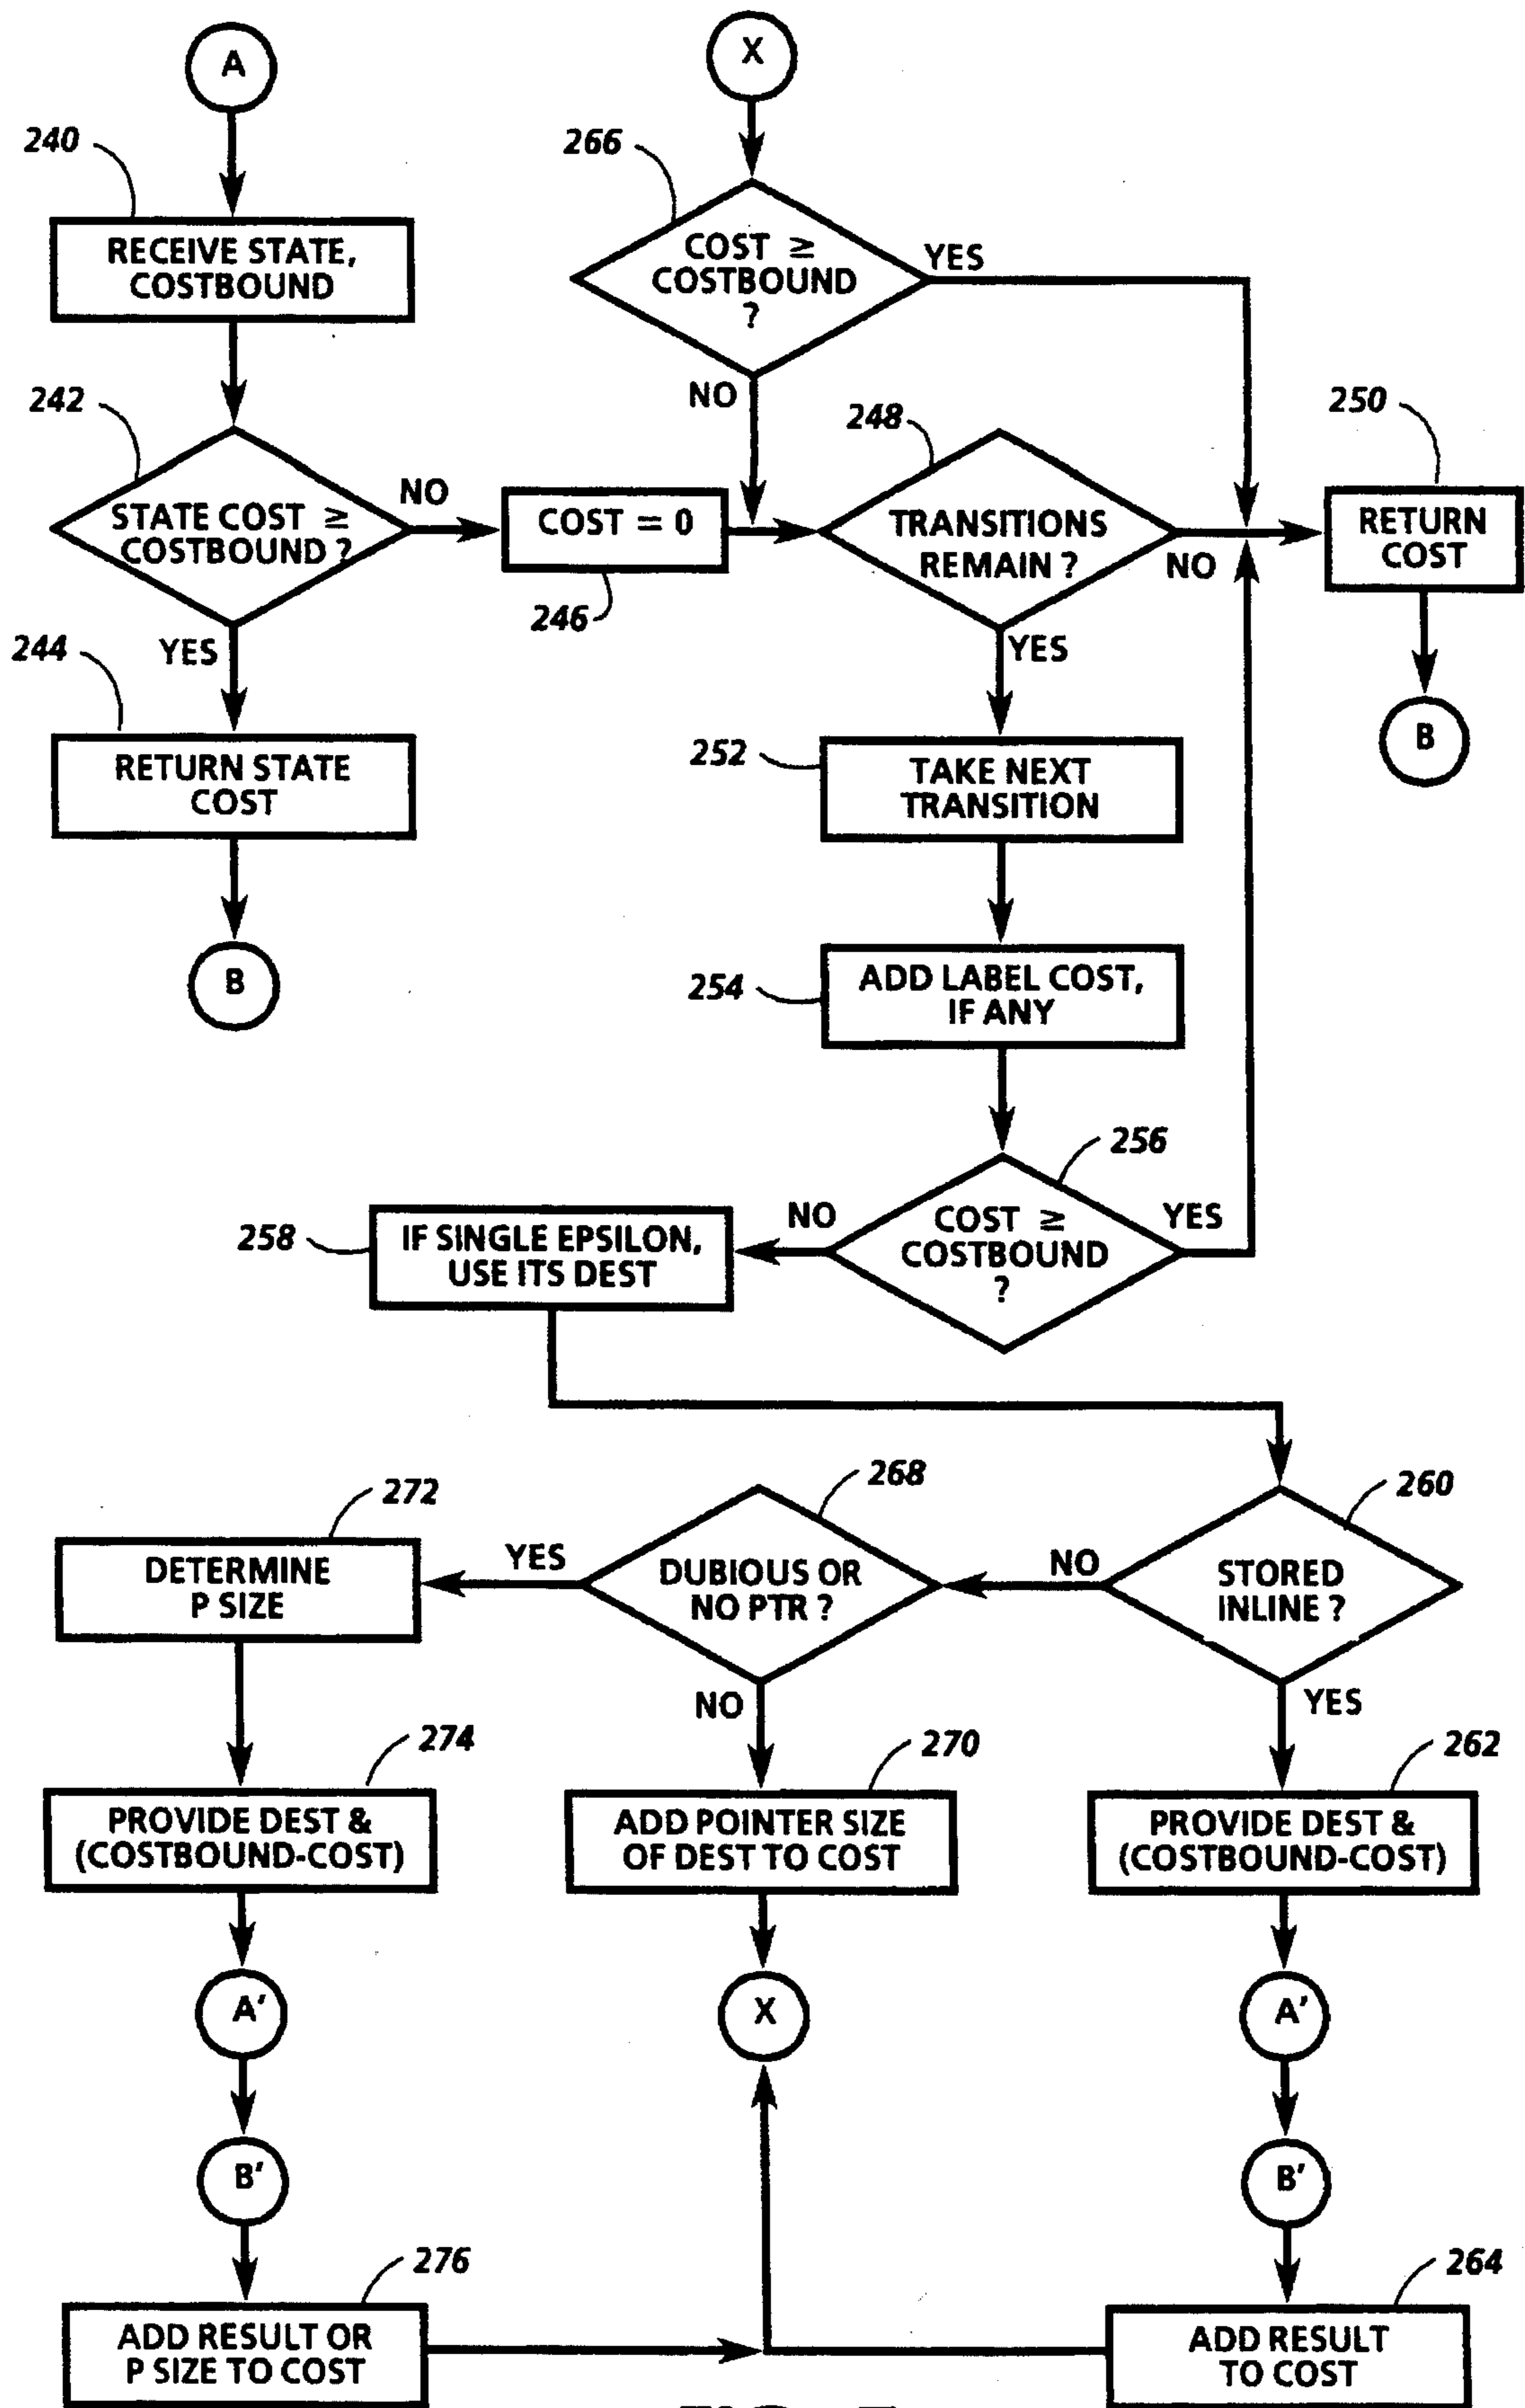 A
X
240
266
RECEIVE STATE,
COSTBOUND
COST ≥
COSTBOUND
?
YES
NO
242
248
250
STATE COST ≥
COSTBOUND ?
NO
COST = 0
246
TRANSITIONS
REMAIN ?
NO
RETURN
COST
B
YES
244
RETURN STATE
COST
B
YES
252
TAKE NEXT
TRANSITION
254
ADD LABEL COST,
IF ANY
256
COST ≥
COSTBOUND
?
YES
NO
258
IF SINGLE EPSILON,
USE ITS DEST
272
268
260
DETERMINE
P SIZE
YES
DUBIOUS OR
NO PTR ?
NO
STORED
INLINE ?
NO
YES
274
270
262
PROVIDE DEST &
(COSTBOUND-COST)
ADD POINTER SIZE
OF DEST TO COST
PROVIDE DEST &
(COSTBOUND-COST)
A'
X
A'
B'
B'
276
264
ADD RESULT OR
P SIZE TO COST
ADD RESULT
TO COST